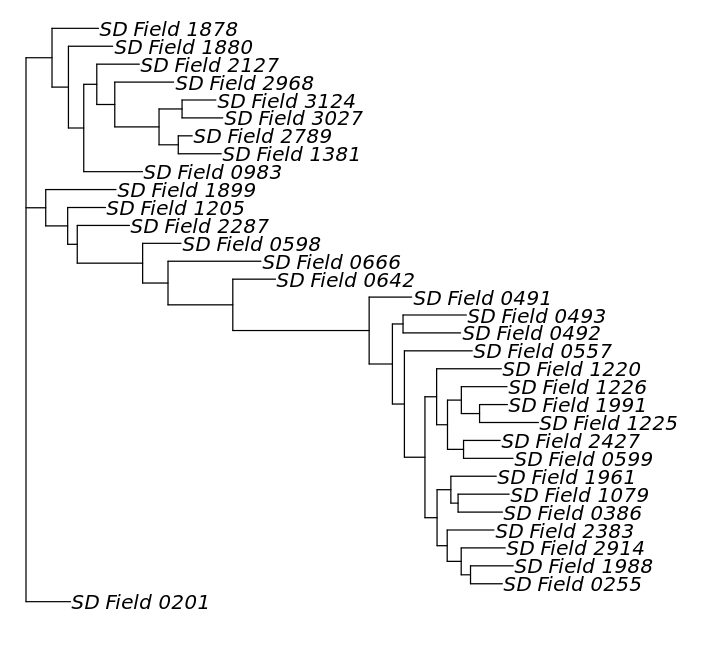 SD Field 1878
SD Field 1880
SD Field 2127
SD Field 2968
SD Field 3124
SD Field 3027
SD Field 2789
SD Field 1381
SD Field 0983
SD Field 1899
SD Field 1205
SD Field 2287
SD Field 0598
SD Field 0666
SD Field 0642
SD Field 0491
SD Field 0493
SD Field 0492
SD Field 0557
SD Field 1220
SD Field 1226
SD Field 1991
SD Field 1225
SD Field 2427
SD Field 0599
SD Field 1961
SD Field 1079
SD Field 0386
SD Field 2383
SD Field 2914
SD Field 1988
SD Field 0255
SD Field 0201